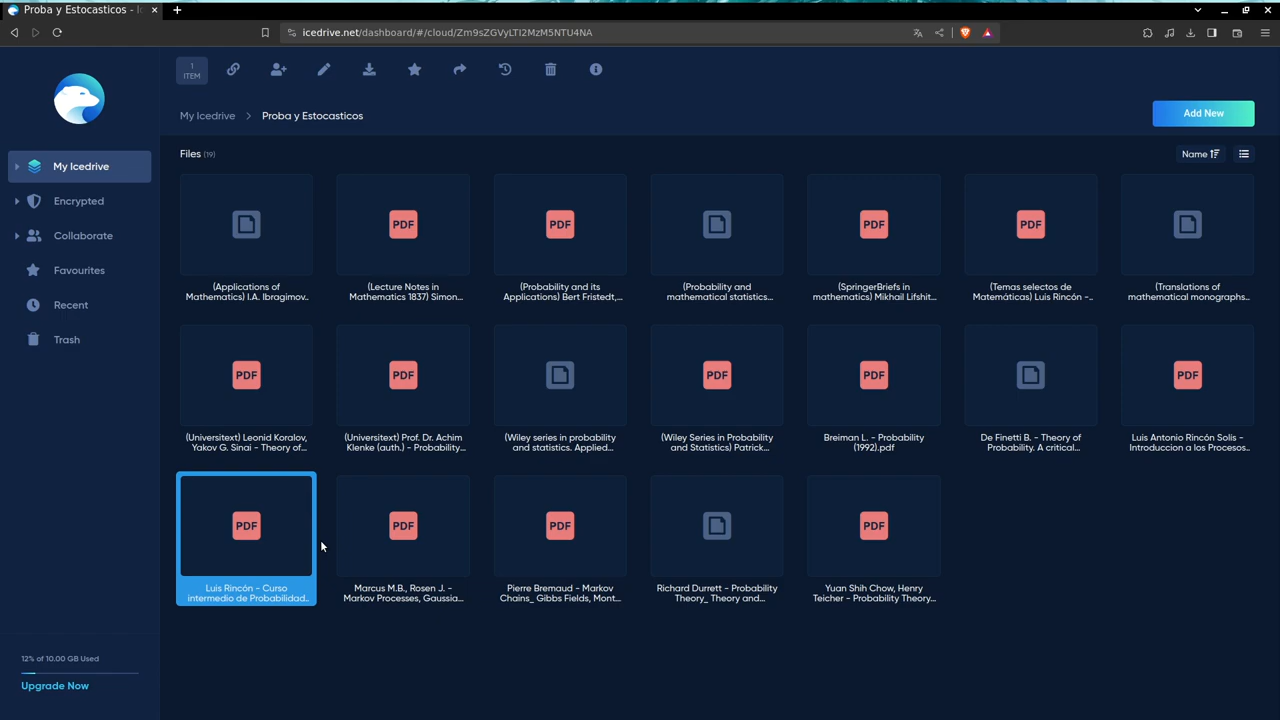 Proba y Estocasticos - Ice
icedrive.net/dashboard/#/cloud/Zm9sZGVyLTI2MzM5NTU4NA
1
ITEM
My Icedrive
Proba y Estocasticos
Add New
My Icedrive
Encrypted
Collaborate
Favourites
Recent
Trash
12% of 10.00 GB Used
Upgrade Now
Files (19)
Name
PDF
PDF
PDF
PDF
(Applications of
Mathematics) I.A. Ibragimov..
(Lecture Notes in
Mathematics 1837) Simon...
(Probability and its
Applications) Bert Fristedt,...
(Probability and
mathematical statistics...
(SpringerBriefs in
mathematics) Mikhail Lifshit...
(Temas selectos de
Matemáticas) Luis Rincón -..
(Translations of
mathematical monographs..
PDF
PDF
PDF
PDF
PDF
(Universitext) Leonid Koralov,
Yakov G. Sinai - Theory of...
(Universitext) Prof. Dr. Achim
Klenke (auth.) - Probability...
(Wiley series in probability
and statistics. Applied...
(Wiley Series in Probability
and Statistics) Patrick...
Breiman L. - Probability
(1992).pdf
De Finetti B. - Theory of
Probability. A critical...
Luis Antonio Rincón Solis -
Introduccion a los Procesos..
PDF
PDF
PDF
PDF
Luis Rincón - Curso
intermedio de Probabilidad..
Marcus M.B., Rosen J. -
Markov Processes, Gaussia...
Pierre Bremaud - Markov
Chains_ Gibbs Fields, Mont...
Richard Durrett - Probability
Theory_ Theory and...
Yuan Shih Chow, Henry
Teicher - Probability Theory...